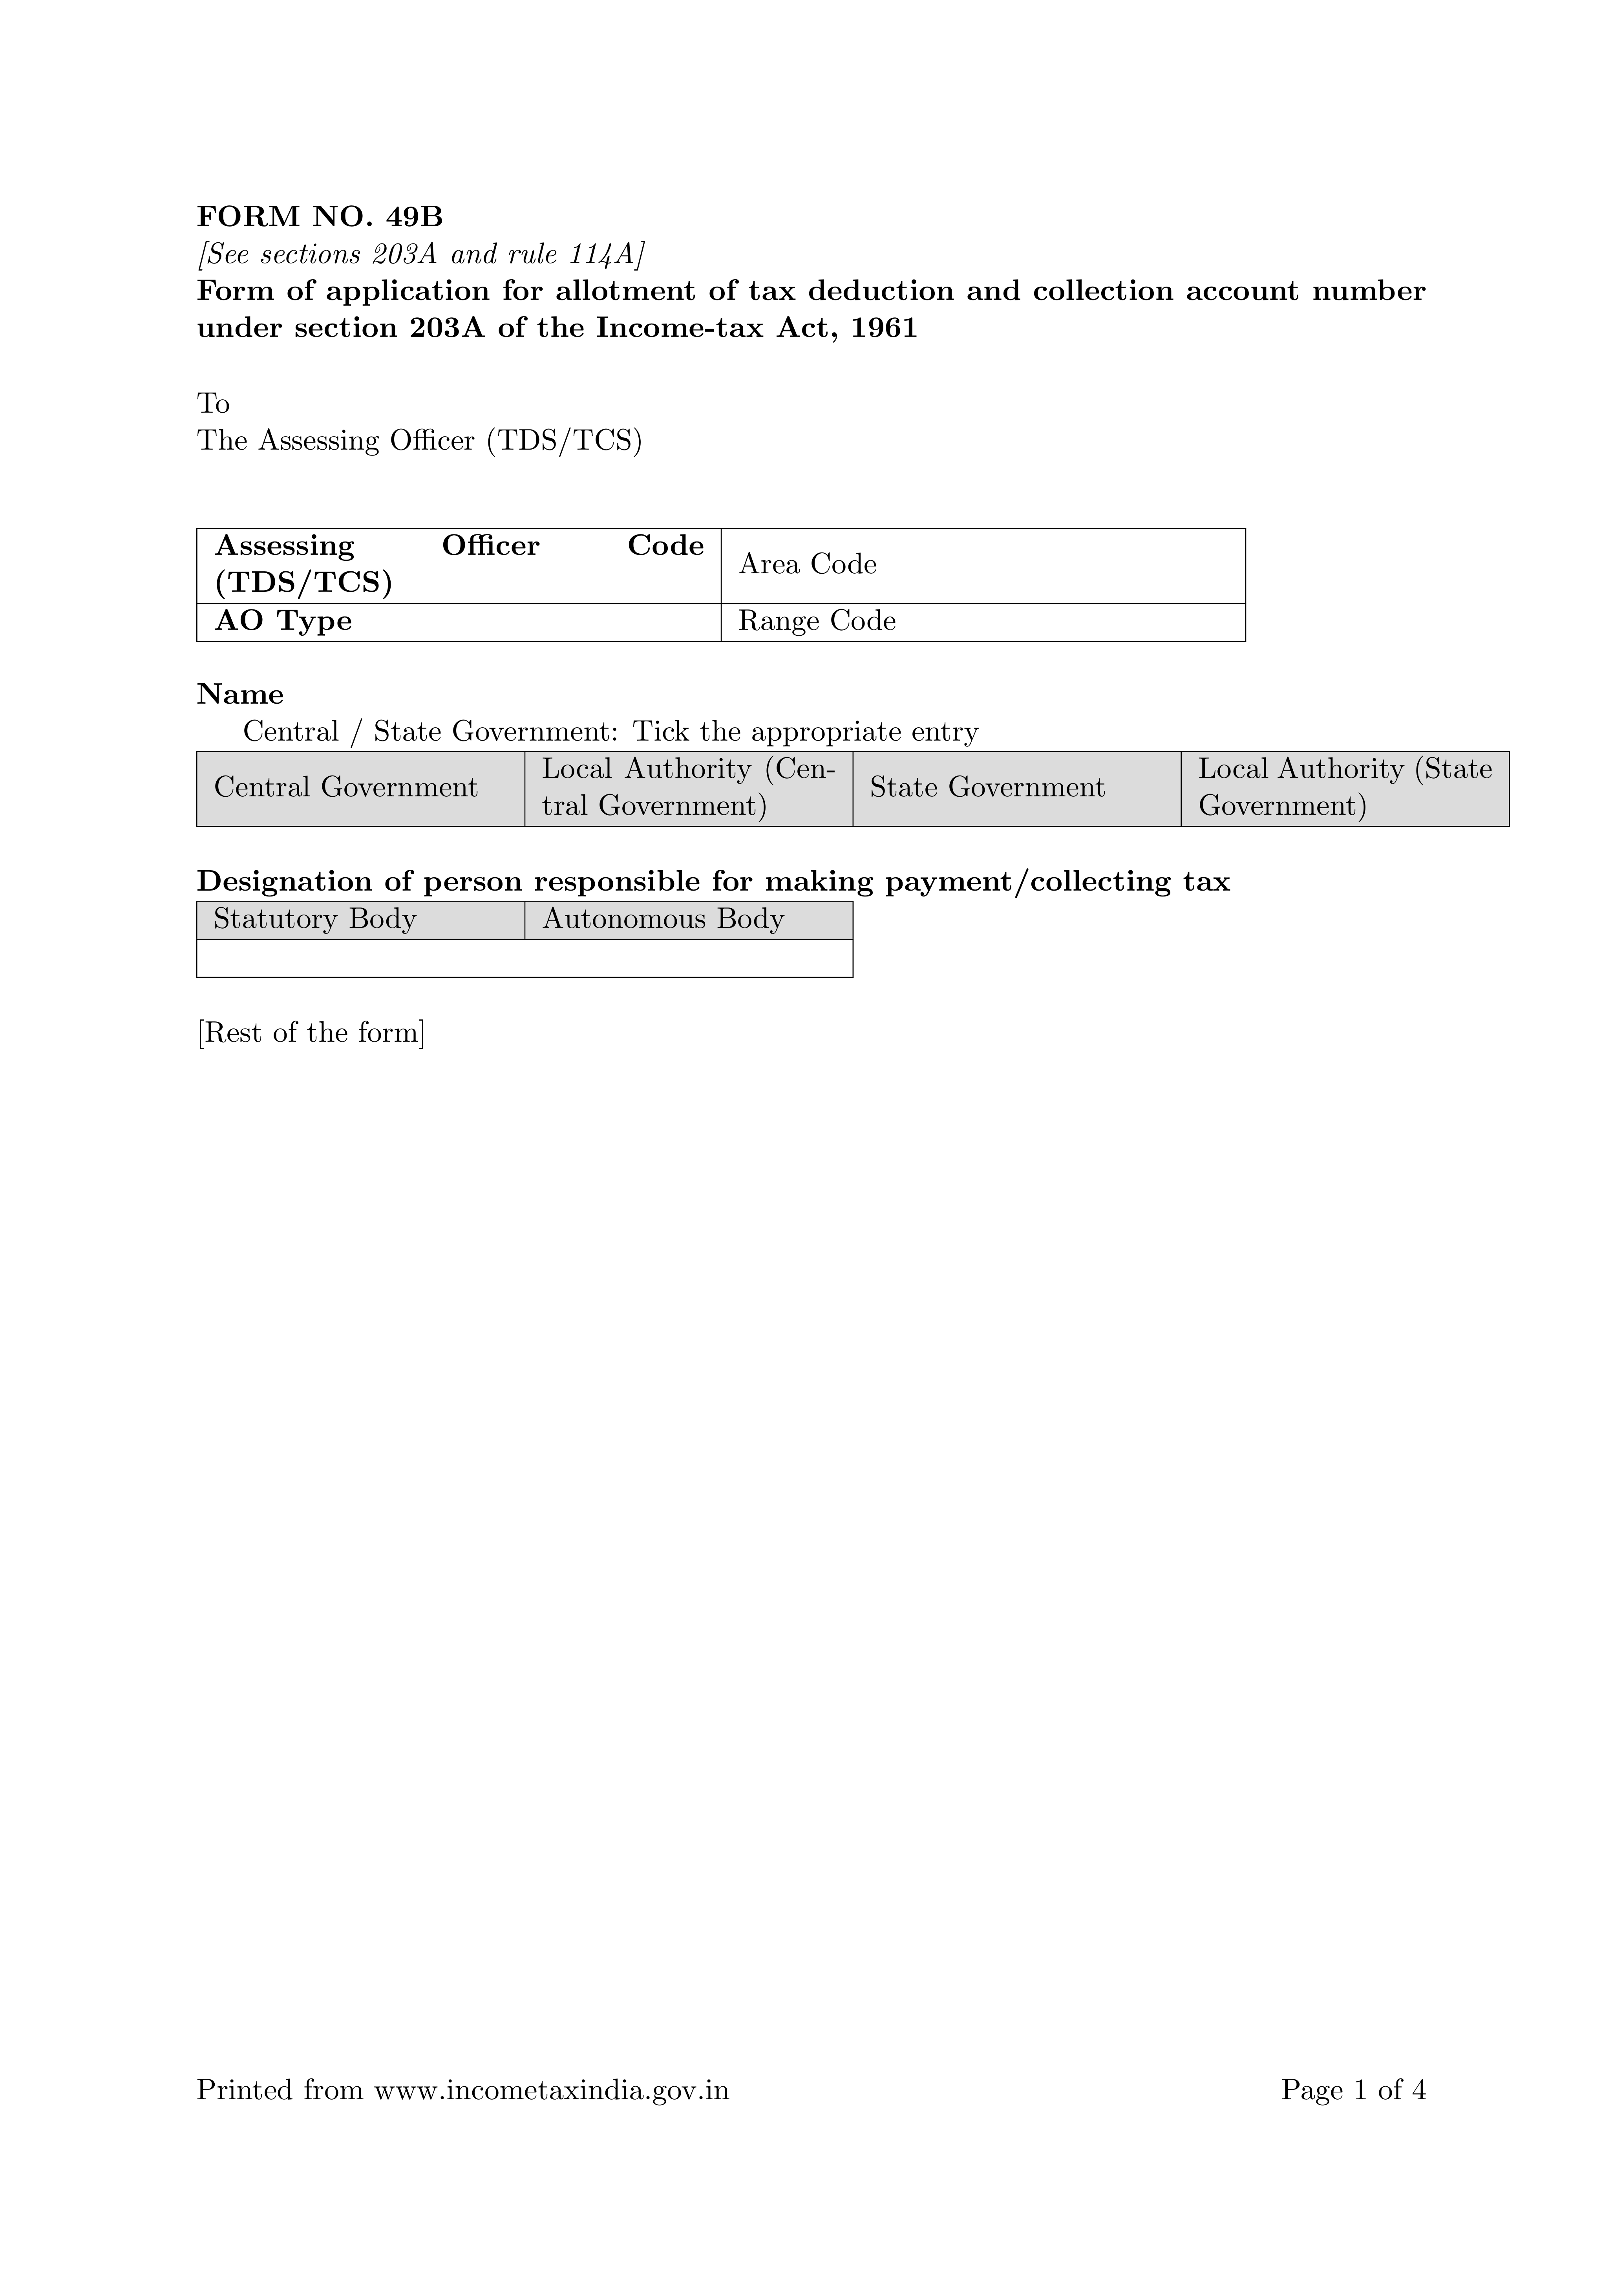 FORM NO. 49B
[See sections 203A and rule 114A]
Form of application for allotment of tax deduction and collection account number
under section 203A of the Income-tax Act, 1961
To
The Assessing Officer (TDS/TCS)
Assessing Officer Code
(TDS/TCS)
Area Code
AO Type
Range Code
Name
Central / State Government: Tick the appropriate entry
Central Government
Local Authority (Cen-
tral Government)
State Government
Local Authority (State
Government)
Designation of person responsible for making payment/collecting tax
Statutory Body
Autonomous Body
[Rest of the form]
Printed from www.incometaxindia.gov.in
Page 1 of 4